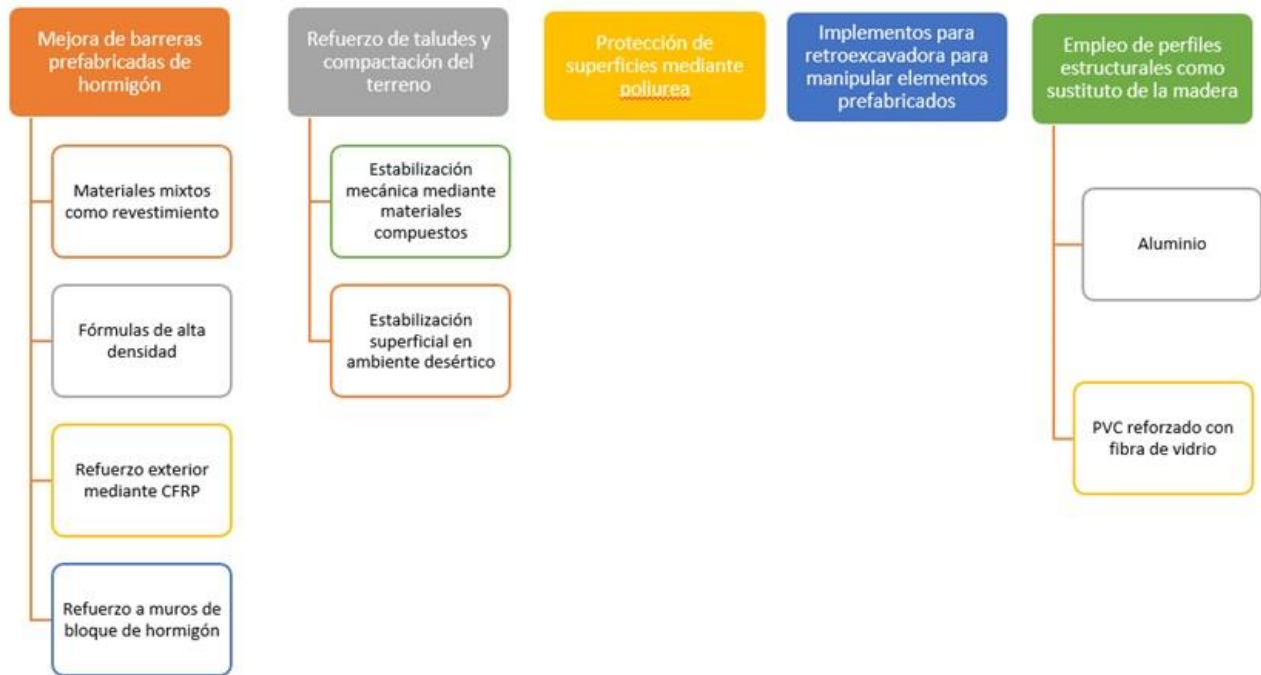 Mejora de barreras
prefabricadas de
hormigón
Materiales mixtos
como revestimiento
Fórmulas de alta
densidad
Refuerzo exterior
mediante CFRP
Refuerzo a muros de
bloque de hormigón
Refuerzo de taludes y
compactación del
terreno
Estabilización
mecánica mediante
materiales
compuestos
Estabilización
superficial en
ambiente desértico
Protección de
superficies mediante
poliurea
Implementos para
retroexcavadora para
manipular elementos
prefabricados
Empleo de perfiles
estructurales como
sustituto de la madera
Aluminio
PVC reforzado con
fibra de vidrio